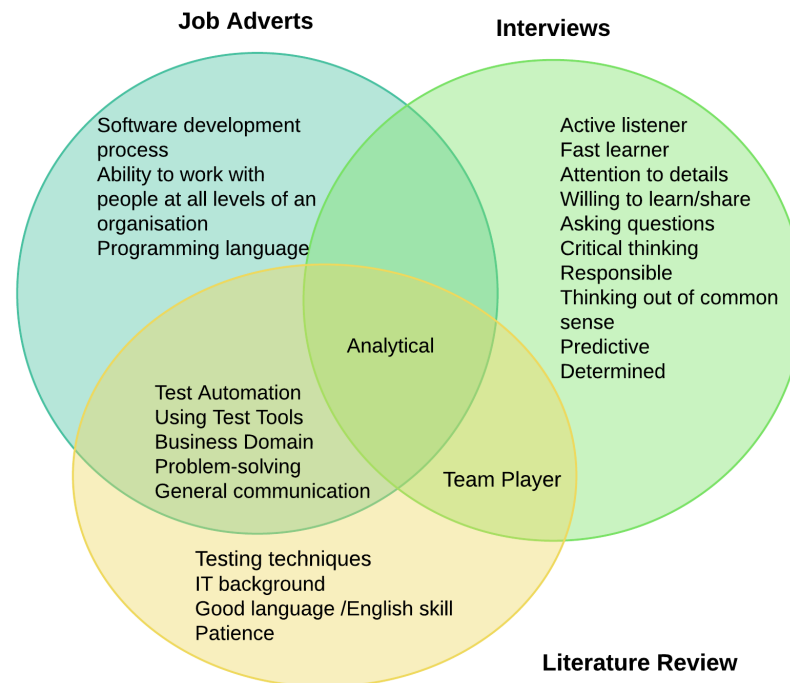 Job Adverts
Interviews
Software development
process
Ability to work with
people at all levels of an
organisation
Programming language
Active listener
Fast learner
Attention to details
Willing to learn/share
Asking questions
Critical thinking
Responsible
Thinking out of common
sense
Predictive
Determined
Analytical
Test Automation
Using Test Tools
Business Domain
Problem-solving
General communication
Team Player
Testing techniques
IT background
Good language /English skill
Patience
Literature Review